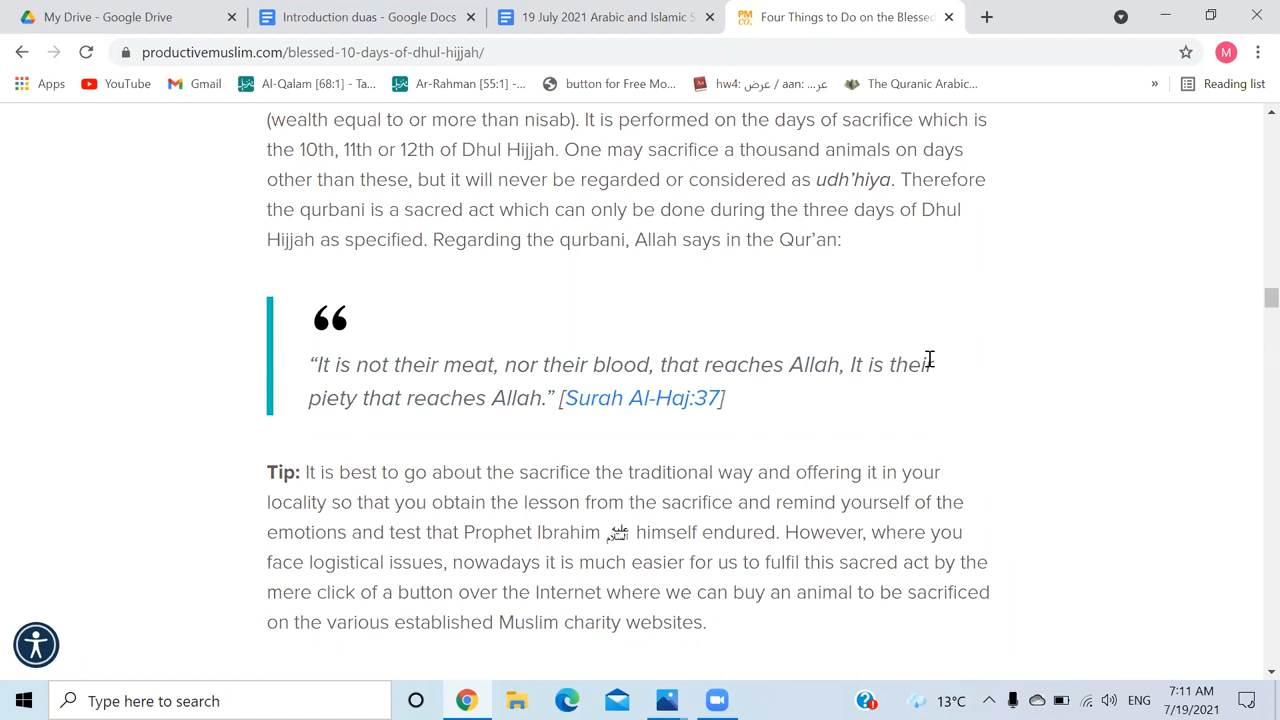 My Drive - Google Drive
Introduction duas - Google Docs
19 July 2021 Arabic and Islamic S
PM CO.
Four Things to Do on the Blessed
productivemuslim.com/blessed-10-days-of-dhul-hijjah/
M
Apps
YouTube
Gmail
Al-Qalam [68:1] - Ta...
Ar-Rahman [55:1] -...
button for Free Mo...
hw4: عرض / aan: عر...
The Quranic Arabic...
»
Reading list
(wealth equal to or more than nisab). It is performed on the days of sacrifice which is
the 10th, 11th or 12th of Dhul Hijjah. One may sacrifice a thousand animals on days
other than these, but it will never be regarded or considered as udh’hiya. Therefore
the qurbani is a sacred act which can only be done during the three days of Dhul
Hijjah as specified. Regarding the qurbani, Allah says in the Qur’an:
“
“It is not their meat, nor their blood, that reaches Allah, It is their
piety that reaches Allah.” [Surah Al-Haj:37]
Tip: It is best to go about the sacrifice the traditional way and offering it in your
locality so that you obtain the lesson from the sacrifice and remind yourself of the
emotions and test that Prophet Ibrahim عليه السلام himself endured. However, where you
face logistical issues, nowadays it is much easier for us to fulfil this sacred act by the
mere click of a button over the Internet where we can buy an animal to be sacrificed
on the various established Muslim charity websites.
Type here to search
13°C
ENG
7:11 AM
7/19/2021